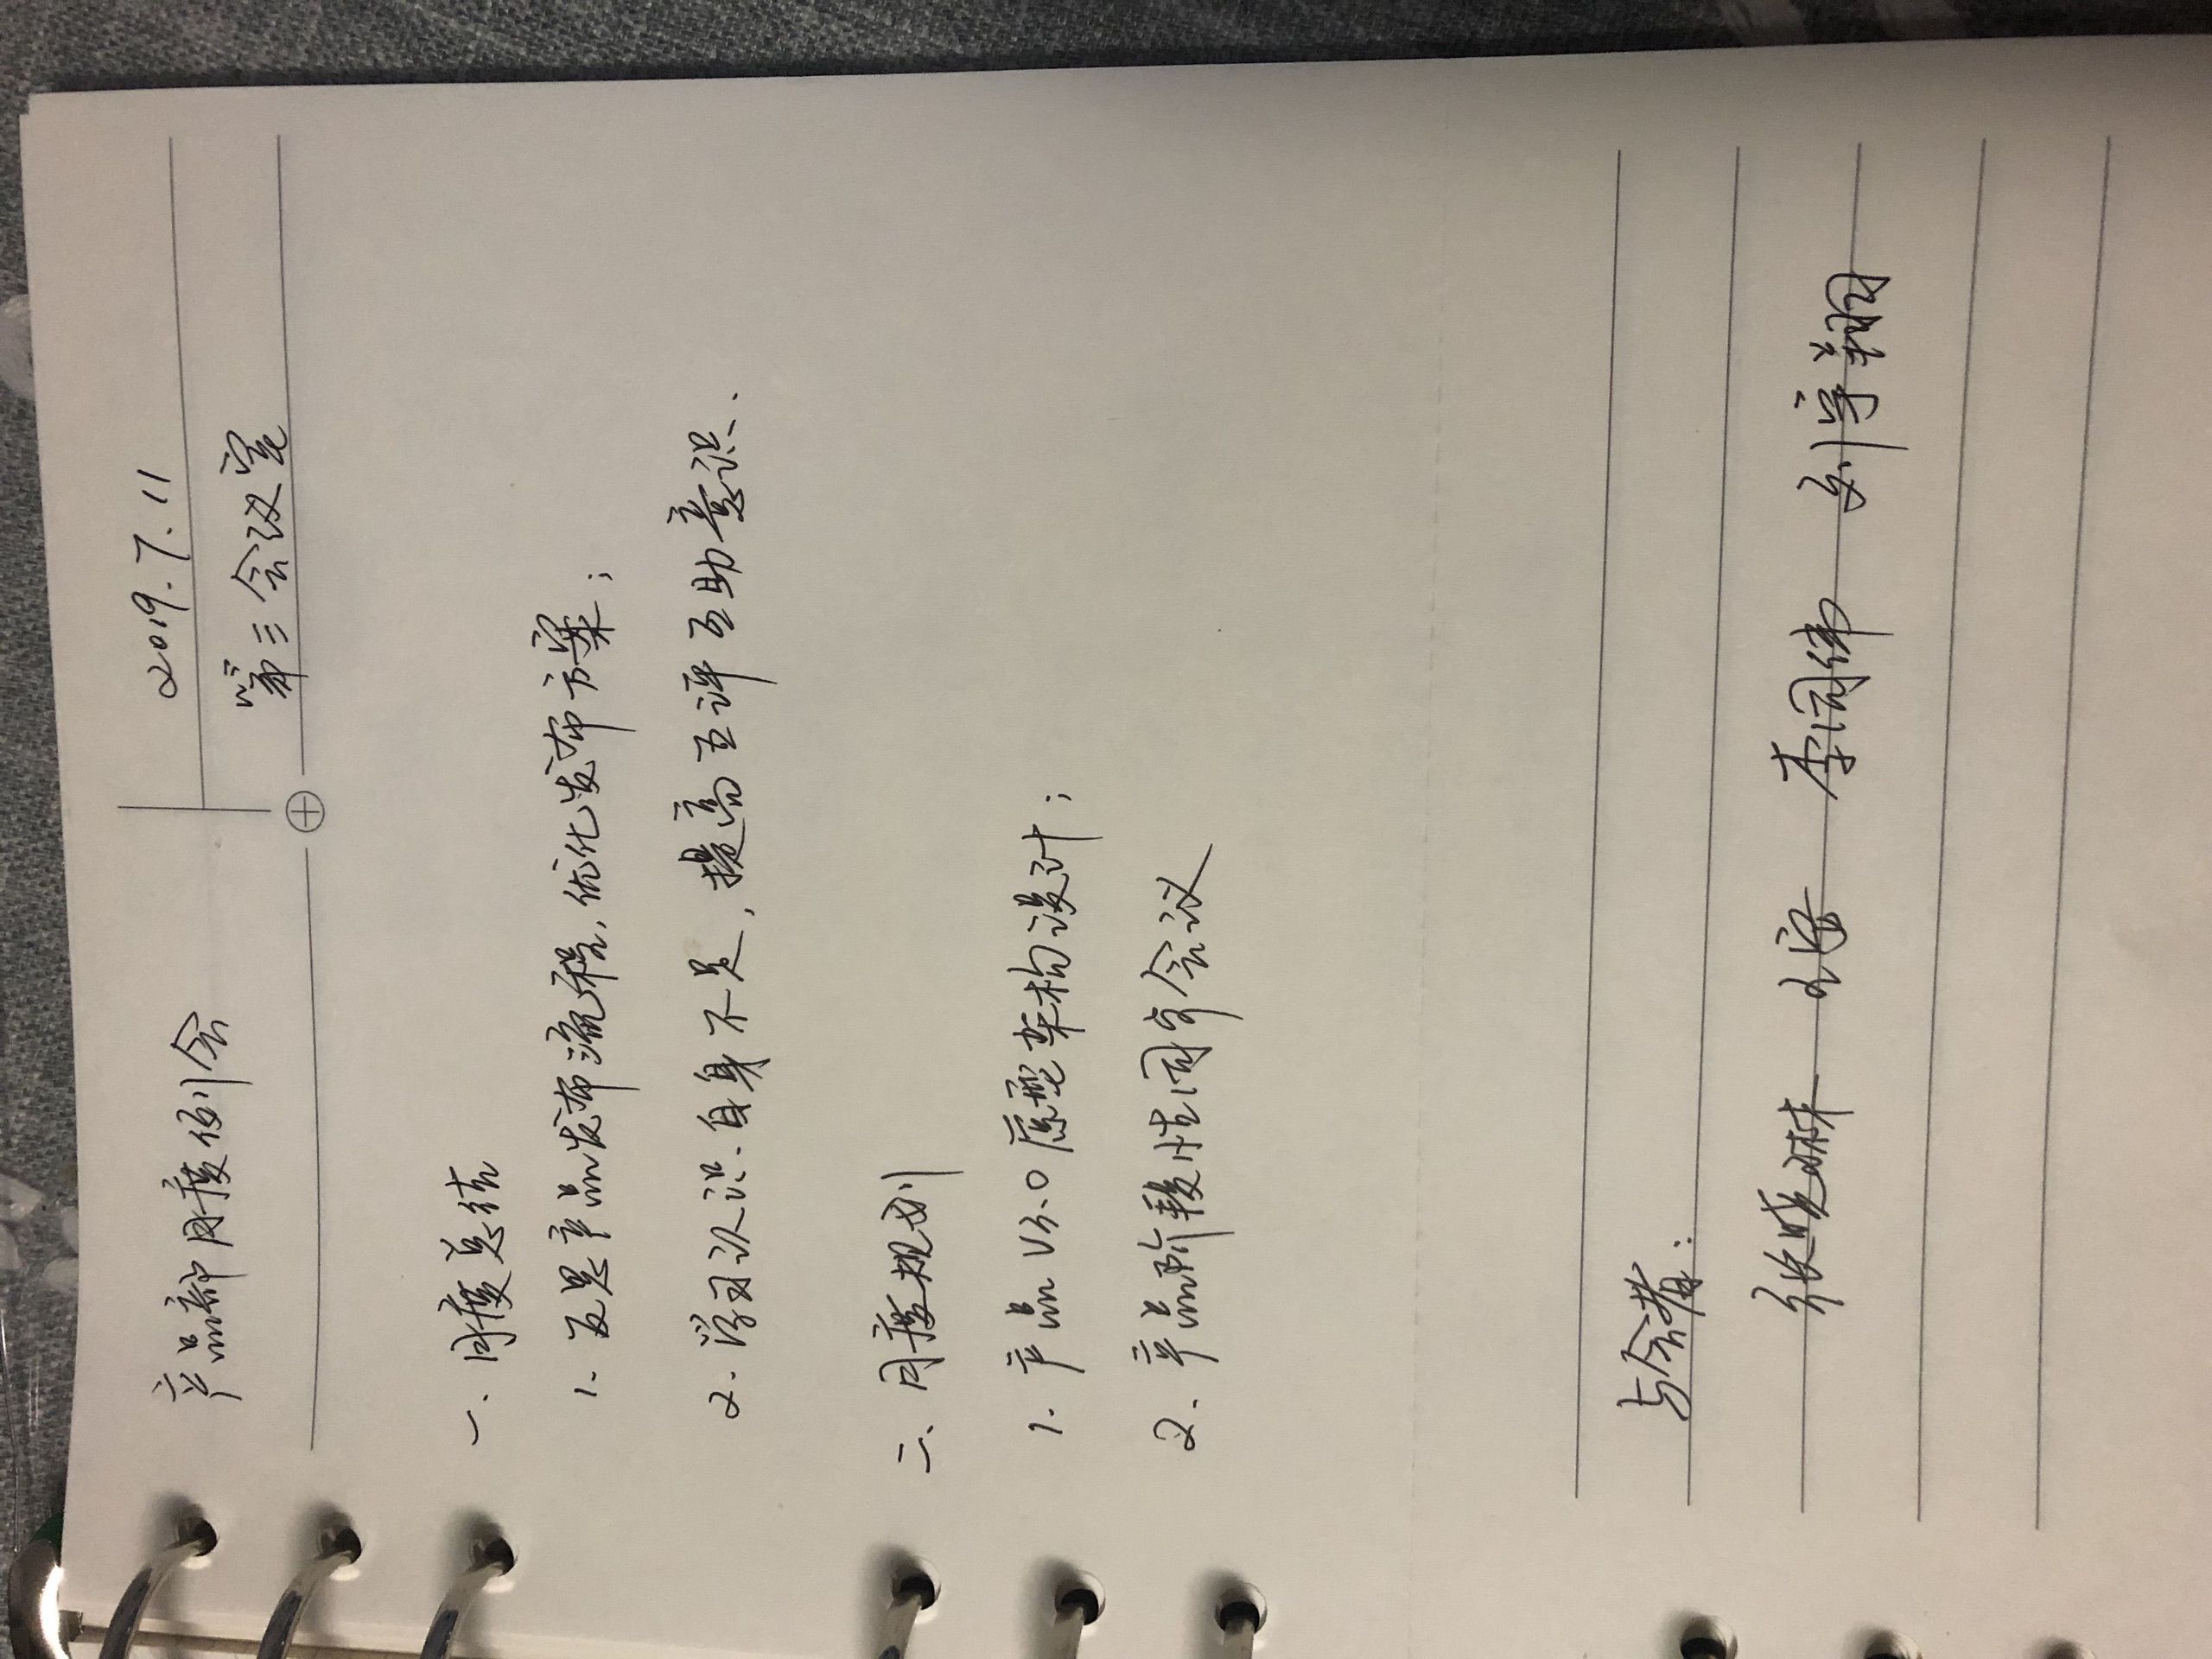 产品部月度例会
2019.7.11
第三会议室
一、月度总结
1. 反思产品发布流程,优化发布方案;
2. 学习认识自身不足,提高互评互助意识.
二、月度规划
1. 产品V3.0原型架构设计;
2. 产品阶段性同步会议
与会者:
张晓琳 王宝 李同伟 刘宇翔